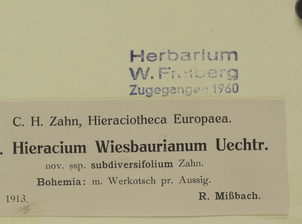 Herbarium
W. Freiberg
Zugegangen 1960
C. H. Zahn, Hieraciotheca Europaea.
. Hieracium Wiesbaurianum Uechtr.
nov. ssp. subdiversifolium Zahn.
Bohemia: m. Werkotsch pr. Aussig.
1913. R. Mißbach.